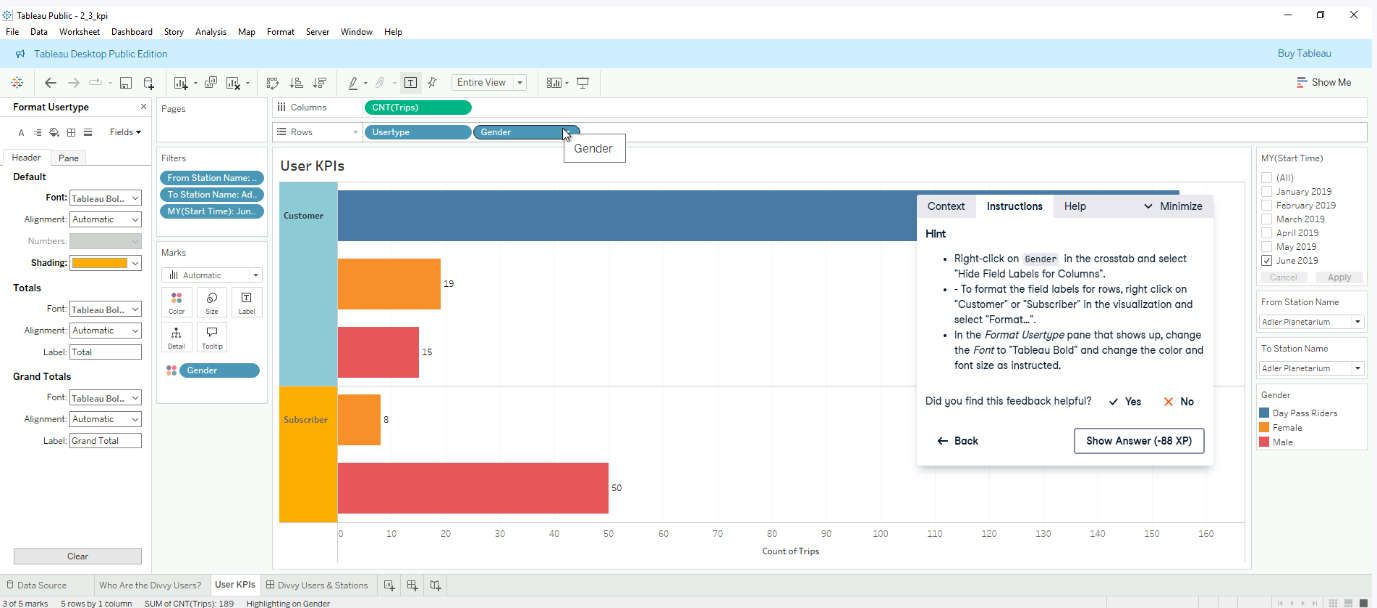 Tableau Public - 2_3_kpi
File Data Worksheet Dashboard Story Analysis Map Format Server Window Help
Tableau Desktop Public Edition
Buy Tableau
Entire View
Show Me
Format Usertype
Fields
Header Pane
Default
Font: Tableau Bol..
Alignment: Automatic
Numbers:
Shading:
Totals
Font: Tableau Bol..
Alignment: Automatic
Label: Total
Grand Totals
Font: Tableau Bol..
Alignment: Automatic
Label: Grand Total
Clear
Pages
Filters
From Station Name: ..
To Station Name: Ad..
MY(Start Time): Jun..
Marks
Automatic
Color Size Label
Detail Tooltip
Gender
Columns CNT(Trips)
Rows Usertype Gender
Gender
User KPIs
Customer
19
15
Subscriber
8
50
0 10 20 30 40 50 60 70 80 90 100 110 120 130 140 150 160
Count of Trips
Context Instructions Help Minimize
Hint
• Right-click on Gender in the crosstab and select
"Hide Field Labels for Columns".
• - To format the field labels for rows, right click on
"Customer" or "Subscriber" in the visualization and
select "Format...".
• In the Format Usertype pane that shows up, change
the Font to "Tableau Bold" and change the color and
font size as instructed.
Did you find this feedback helpful? Yes No
Back
Show Answer (-88 XP)
MY(Start Time)
(All)
January 2019
February 2019
March 2019
April 2019
May 2019
June 2019
Cancel Apply
From Station Name
Adler Planetarium
To Station Name
Adler Planetarium
Gender
Day Pass Riders
Female
Male
Data Source Who Are the Divvy Users? User KPIs Divvy Users & Stations
3 of 5 marks 5 rows by 1 column SUM of CNT(Trips): 189 Highlighting on Gender